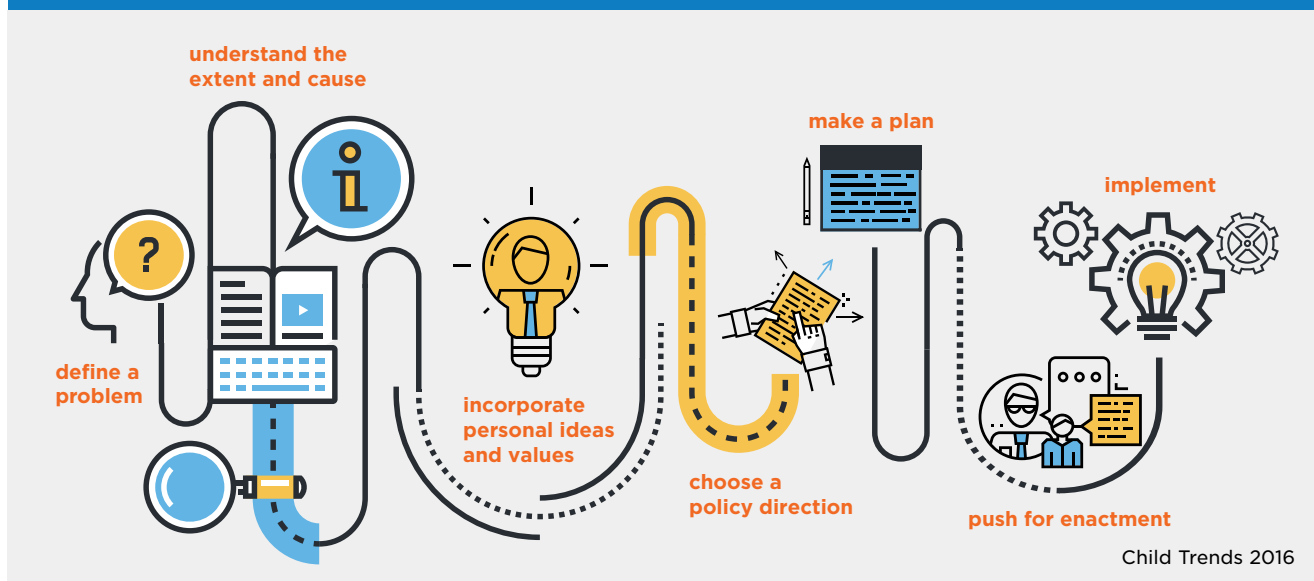 define a
problem
?
understand the
extent and cause
i
incorporate
personal ideas
and values
choose a
policy direction
make a plan
push for enactment
implement
Child Trends 2016